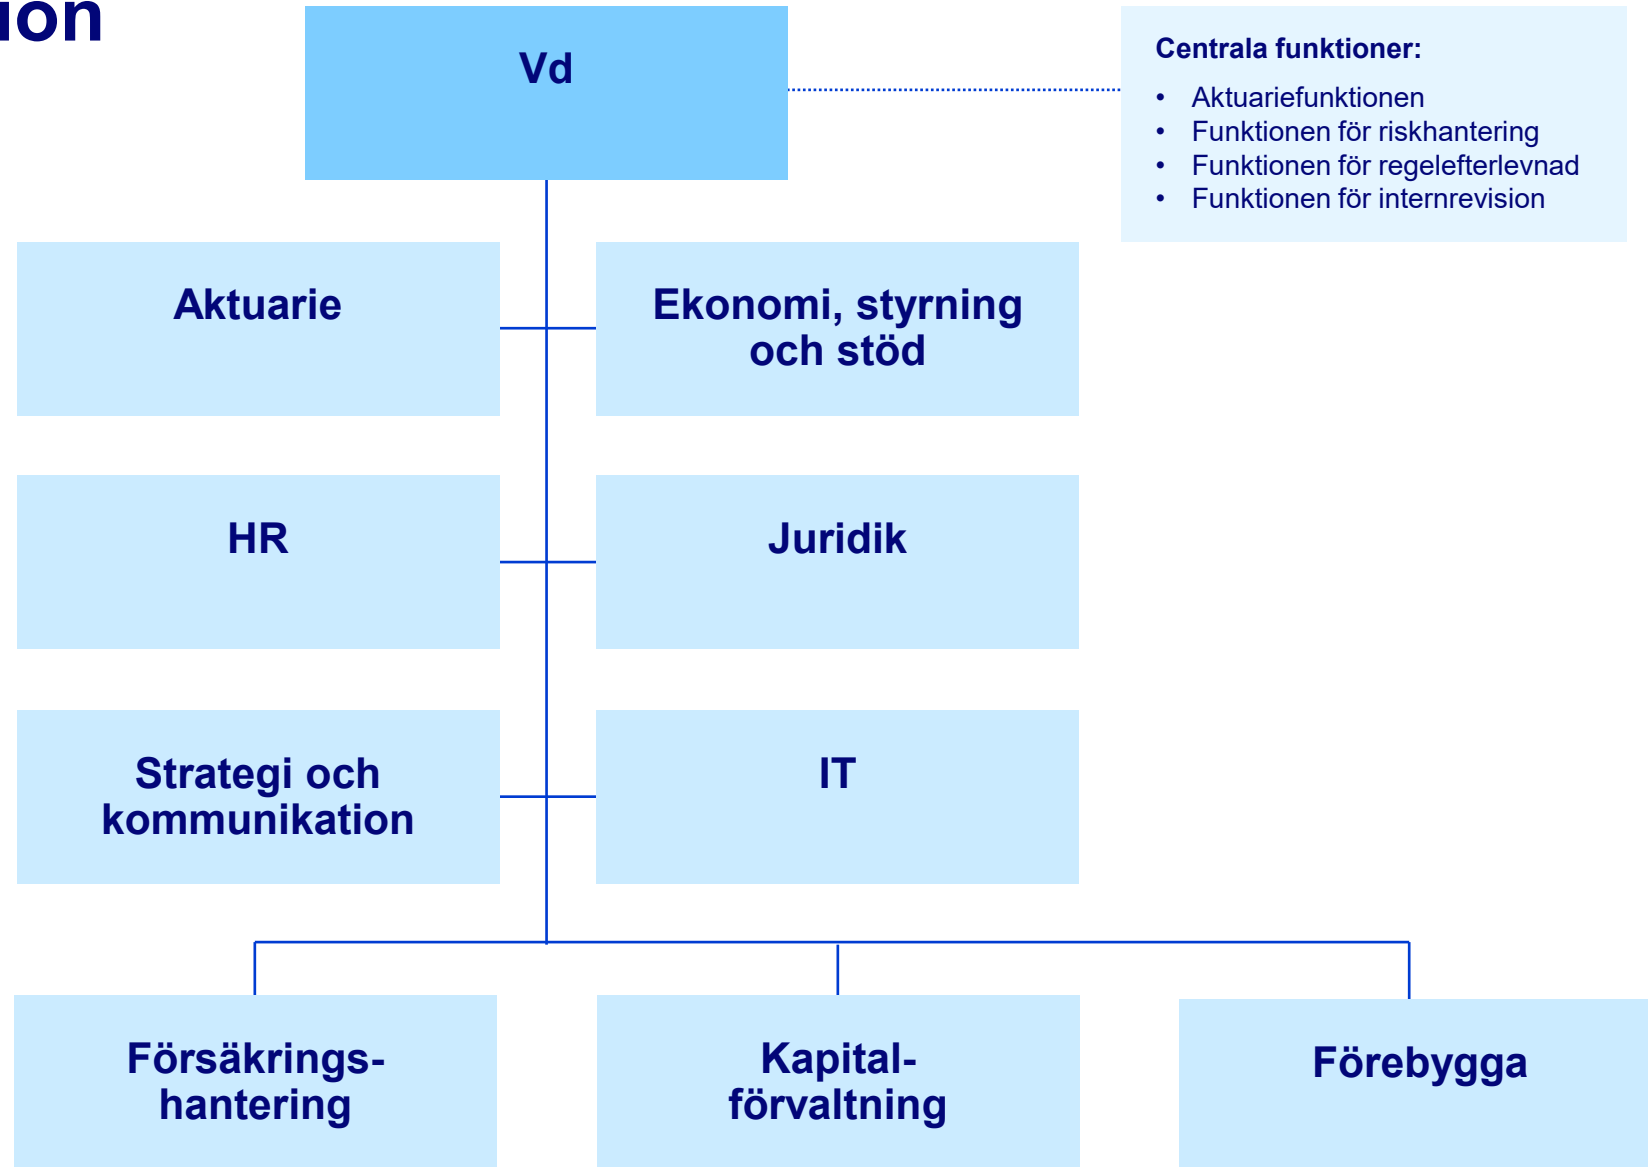 ion
Vd
Centrala funktioner:
• Aktuariefunktionen
• Funktionen för riskhantering
• Funktionen för regelefterlevnad
• Funktionen för internrevision
Aktuarie
Ekonomi, styrning
och stöd
HR
Juridik
Strategi och
kommunikation
IT
Försäkrings-
hantering
Kapital-
förvaltning
Förebygga